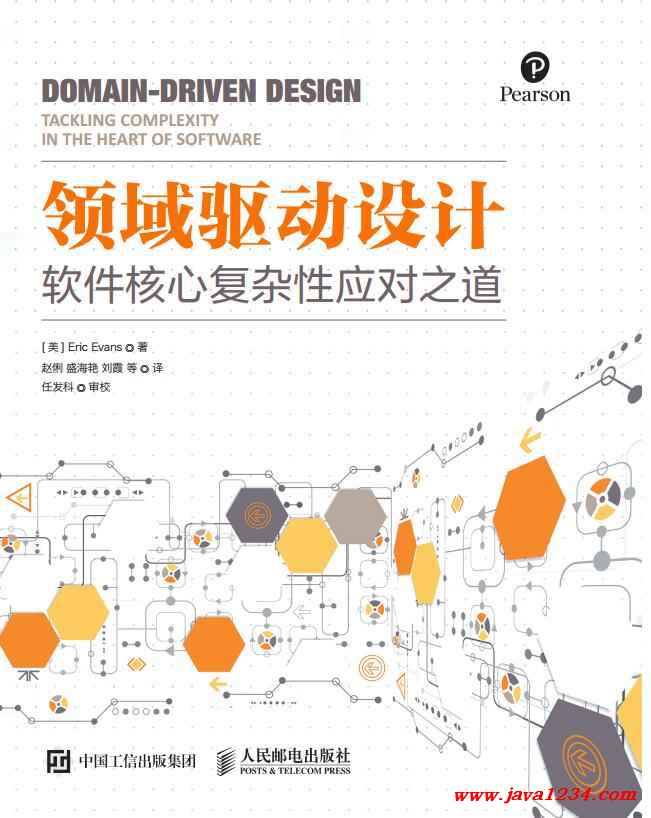 DOMAIN-DRIVEN DESIGN
Pearson
TACKLING COMPLEXITY
IN THE HEART OF SOFTWARE
领域驱动设计
软件核心复杂性应对之道
[ 美 ] Eric Evans 著
赵俐 盛海艳 刘霞 等 译
任发科 审校
中国工信出版集团
人民邮电出版社
POSTS & TELECOM PRESS
www.java1234.com